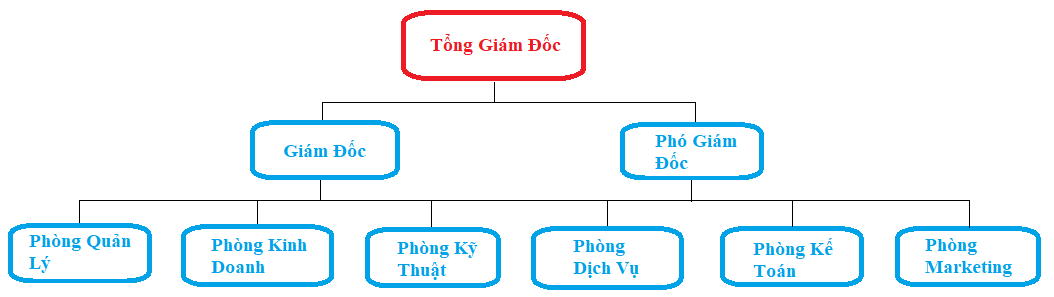 Tổng Giám Đốc
Giám Đốc
Phó Giám
Đốc
Phòng Quản
Lý
Phòng Kinh
Doanh
Phòng Kỹ
Thuật
Phòng
Dịch Vụ
Phòng Kế
Toán
Phòng
Marketing